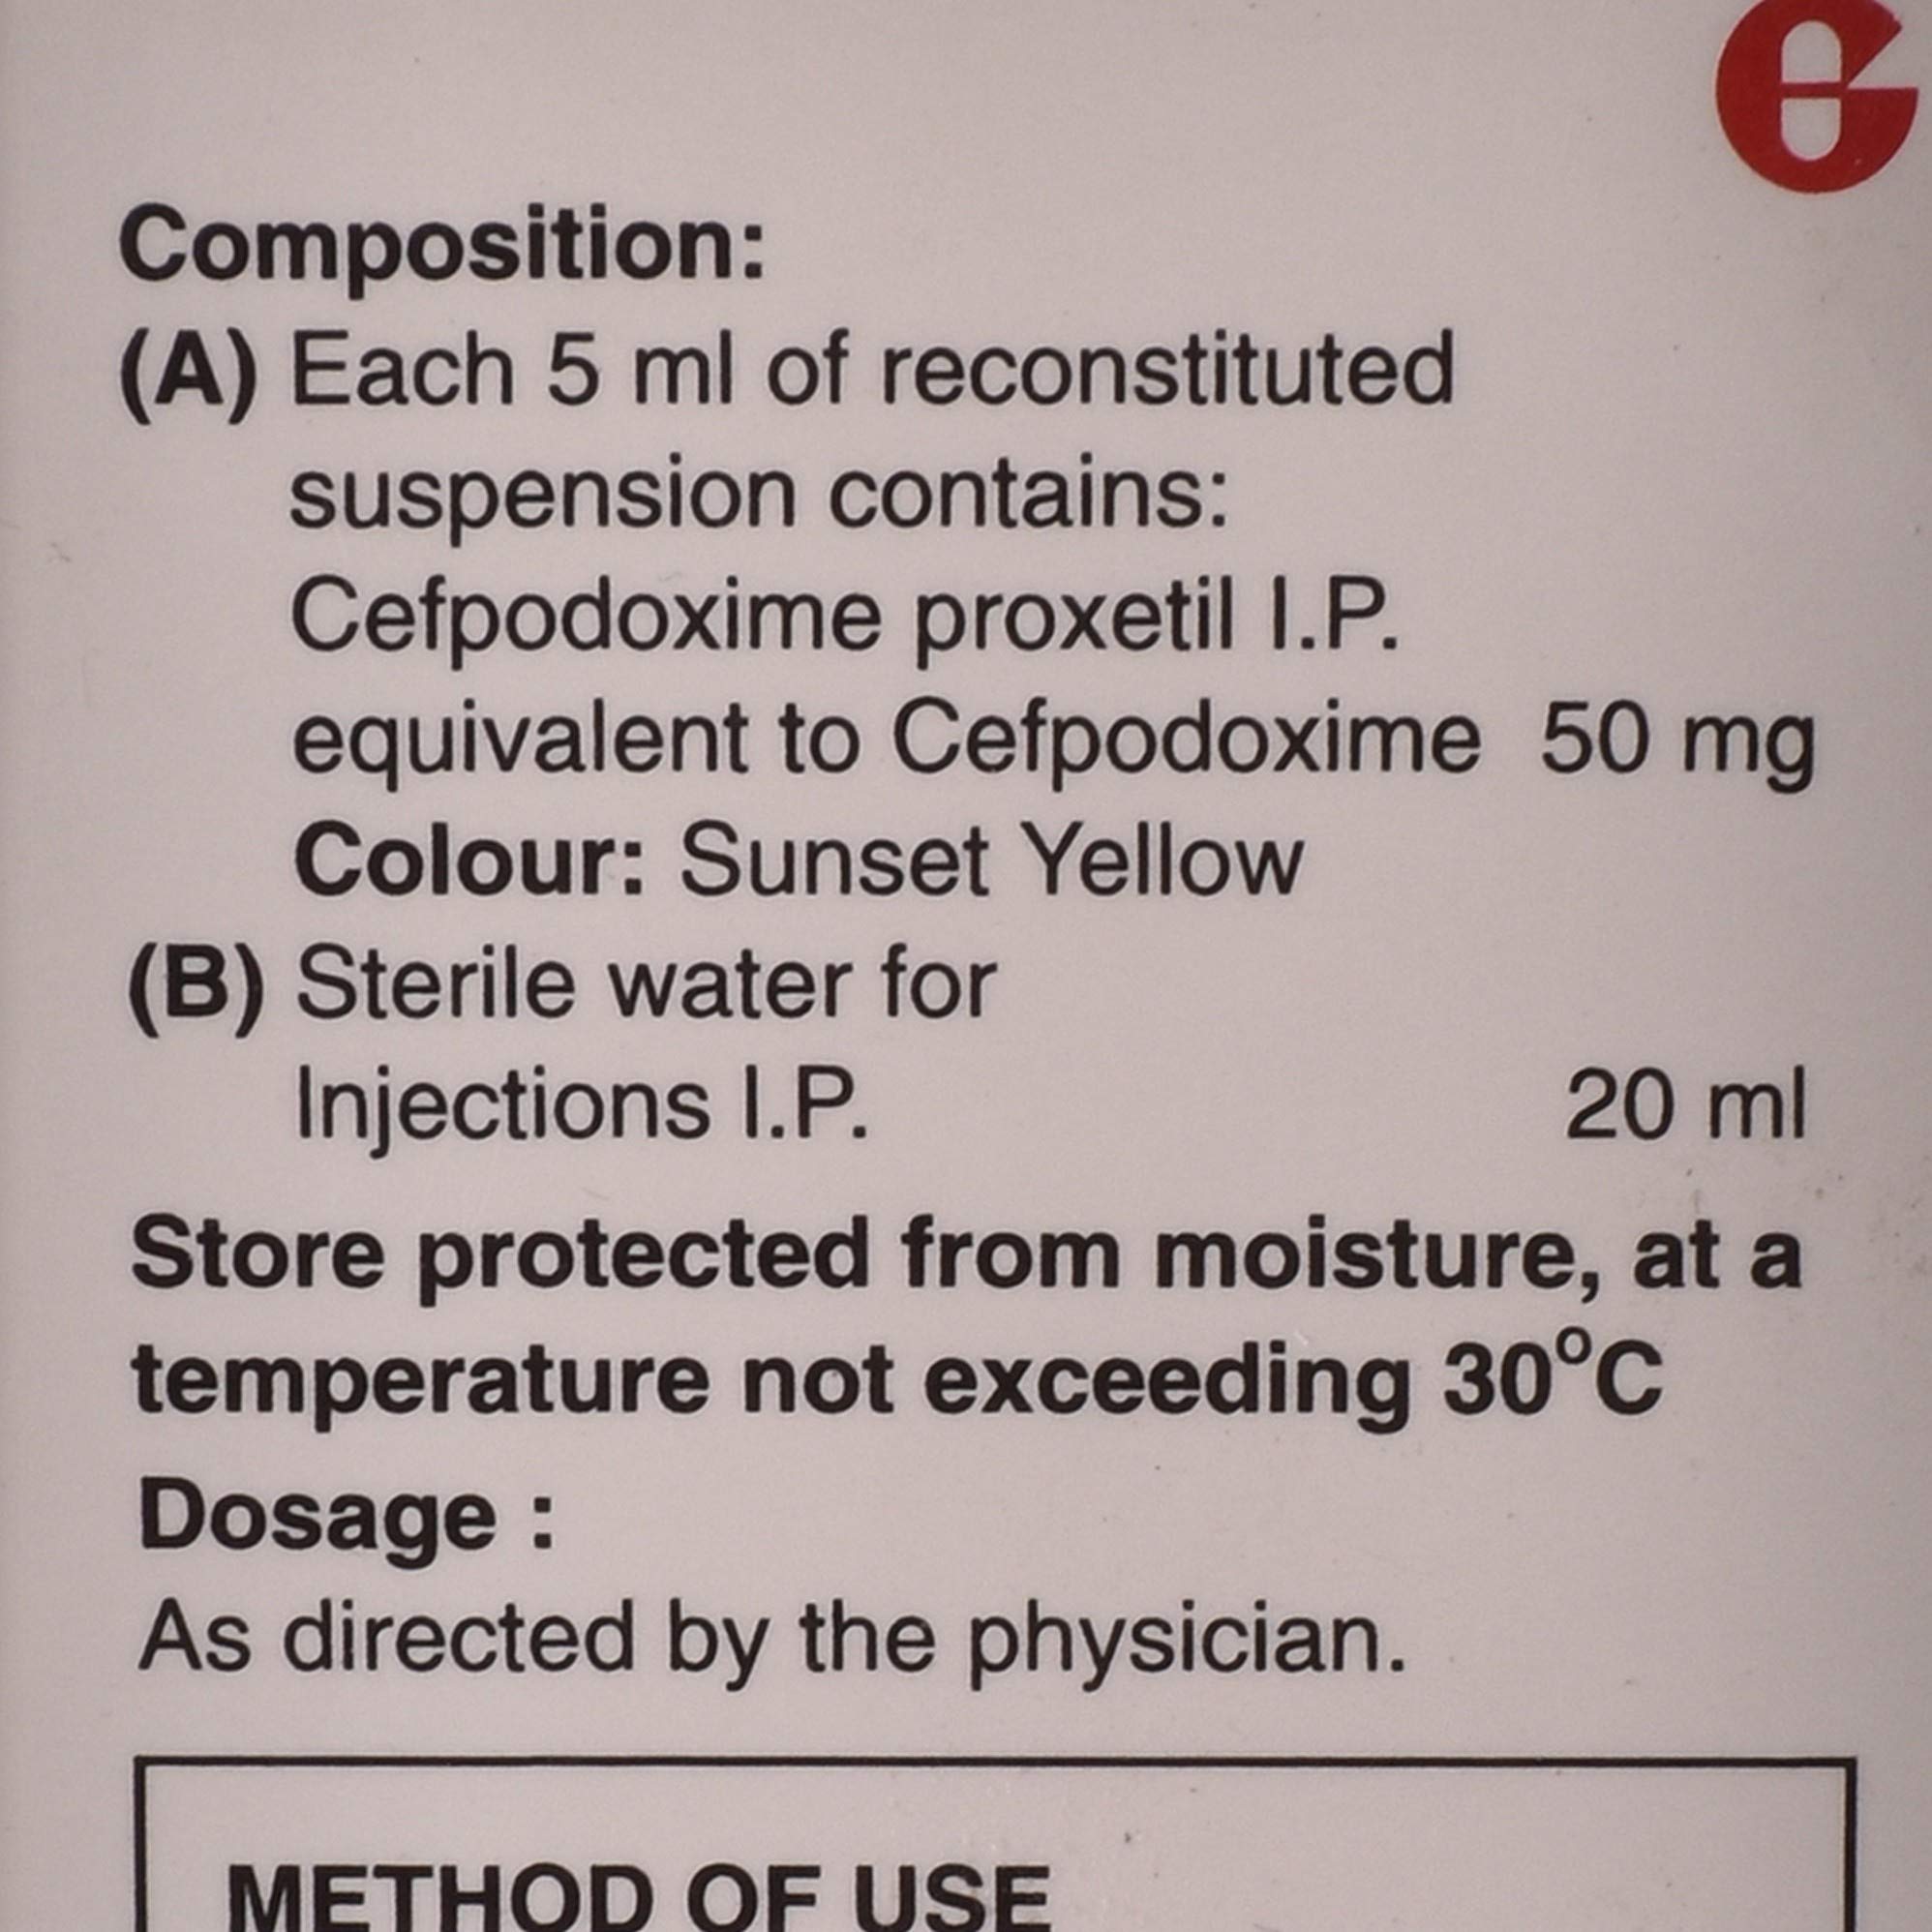 Composition:
(A) Each 5 ml of reconstituted
suspension contains:
Cefpodoxime proxetil I.P.
equivalent to Cefpodoxime 50 mg
Colour: Sunset Yellow
(B) Sterile water for
Injections I.P. 20 ml
Store protected from moisture, at a
temperature not exceeding 30°C
Dosage :
As directed by the physician.
METHOD OF USE